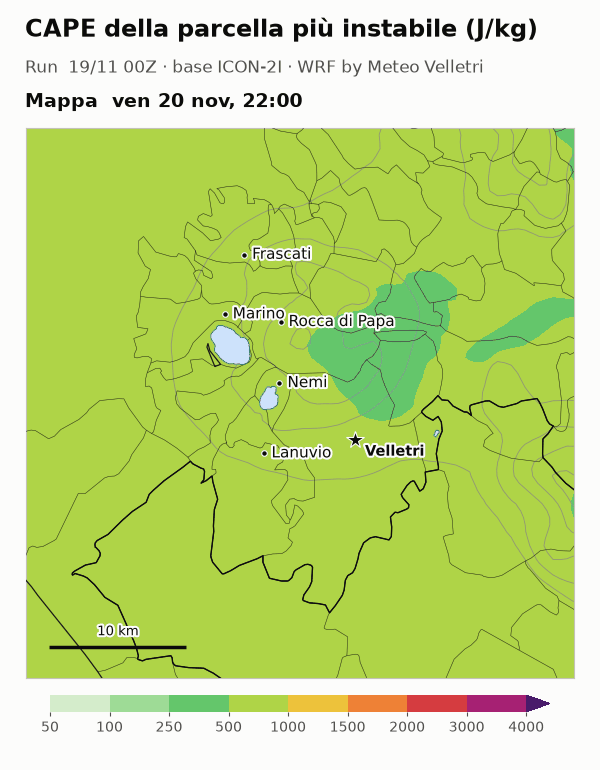 CAPE della parcella più instabile (J/kg)
Run  19/11 00Z · base ICON-2I · WRF by Meteo Velletri
Mappa  ven 20 nov, 22:00
Frascati
Marino
Rocca di Papa
Nemi
Velletri
Lanuvio
10 km
50 100 250 500 1000 1500 2000 3000 4000